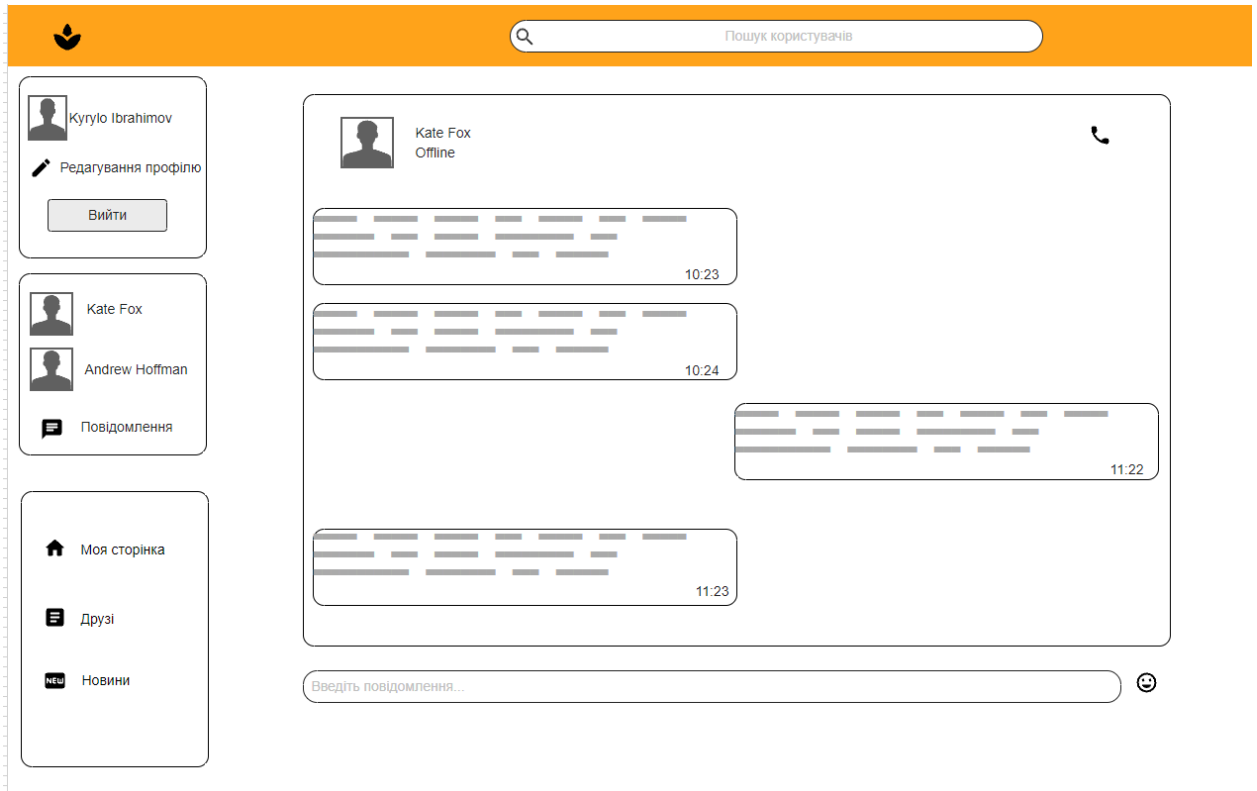 Пошук користувачів
Kyrylo Ibrahimov
Редагування профілю
Вийти
Kate Fox
Andrew Hoffman
Повідомлення
Моя сторінка
Друзі
NEW
Новини
Kate Fox
Offline
10:23
10:24
11:22
11:23
Введіть повідомлення...